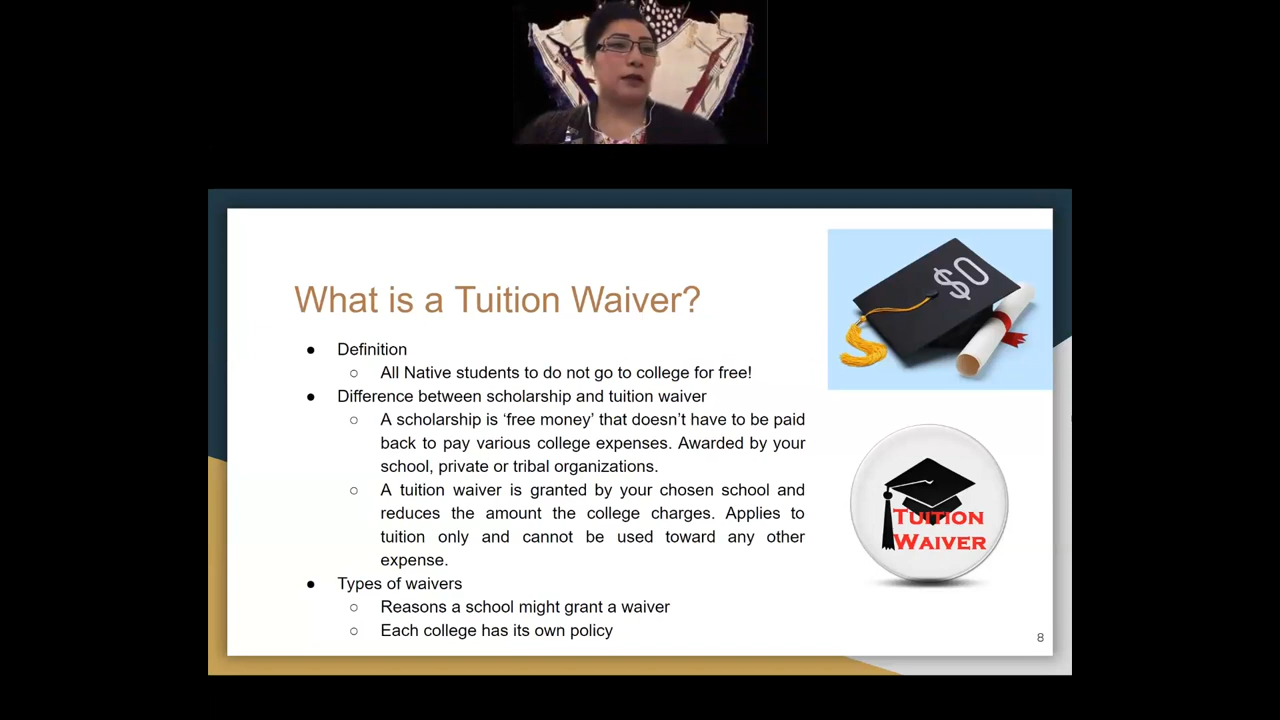 $0
What is a Tuition Waiver?
● Definition
○ All Native students to do not go to college for free!
● Difference between scholarship and tuition waiver
○ A scholarship is ‘free money’ that doesn’t have to be paid
back to pay various college expenses. Awarded by your
school, private or tribal organizations.
○ A tuition waiver is granted by your chosen school and
reduces the amount the college charges. Applies to
tuition only and cannot be used toward any other
expense.
● Types of waivers
○ Reasons a school might grant a waiver
○ Each college has its own policy
TUITION
WAIVER
8